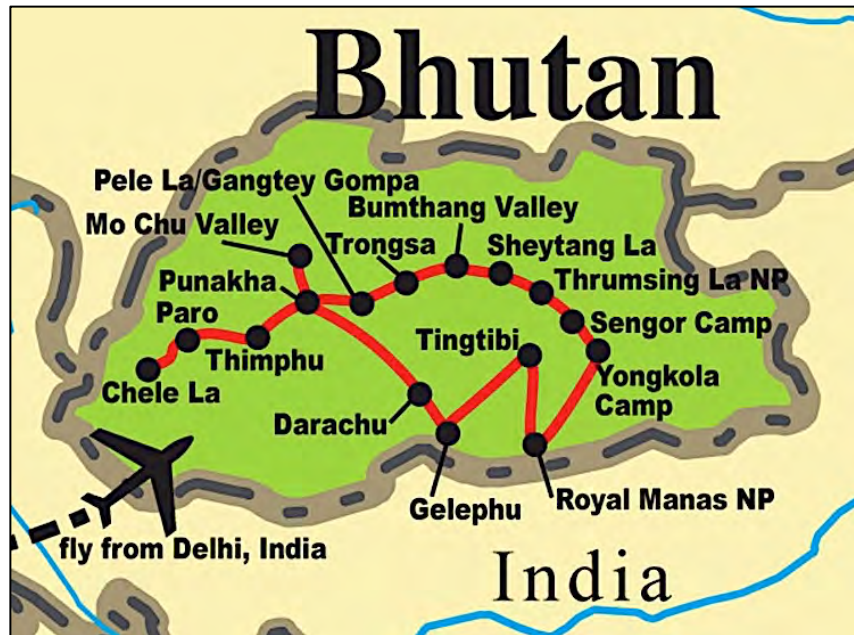 Bhutan
Pele La/Gangtey Gompa
Bumthang Valley
Mo Chu Valley
Trongsa
Sheytang La
Punakha
Thrumsing La NP
Paro
Sengor Camp
Thimphu
Tingtibi
Chele La
Yongkola
Camp
Darachu
Gelephu
Royal Manas NP
fly from Delhi, India
India